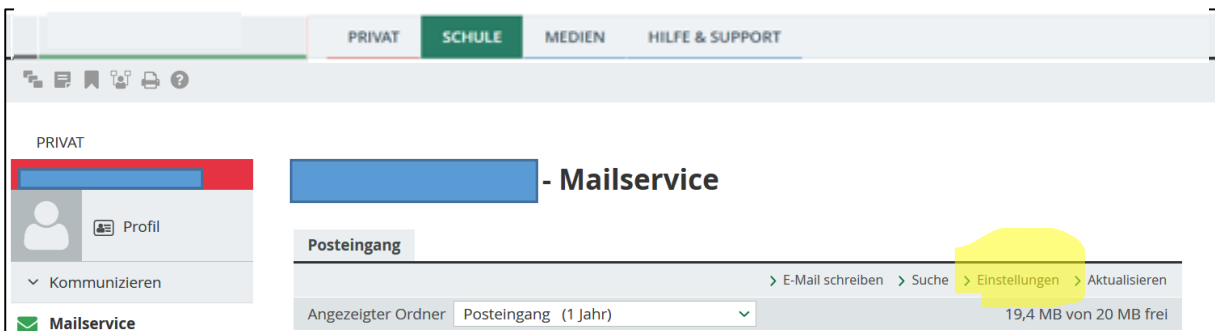 PRIVAT SCHULE MEDIEN HILFE & SUPPORT
PRIVAT
- Mailservice
Profil
Posteingang
Kommunizieren
E-Mail schreiben Suche Einstellungen Aktualisieren
Mailservice
Angezeigter Ordner Posteingang (1 Jahr) 19,4 MB von 20 MB frei